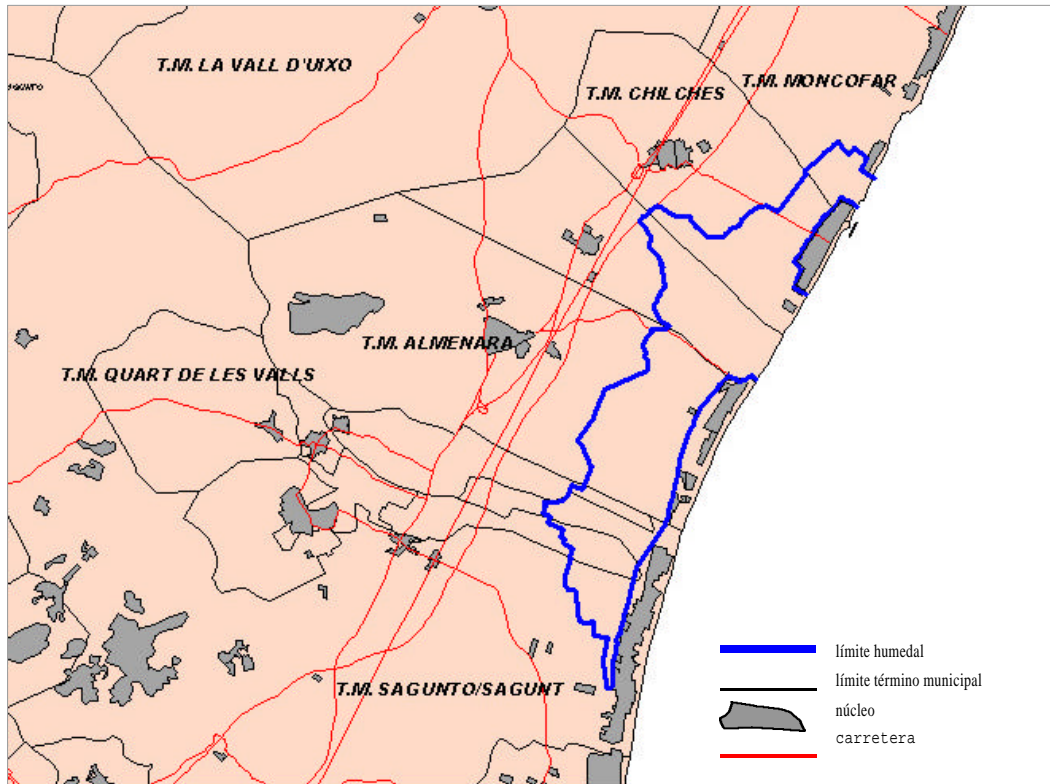 T.M. LA VALL D'UIXO
T.M. CHILCHES
T.M. MONCOFAR
T.M. ALMENARA
T.M. QUART DE LES VALLS
T.M. SAGUNTO/SAGUNT
límite humedal
límite término municipal
núcleo
carretera